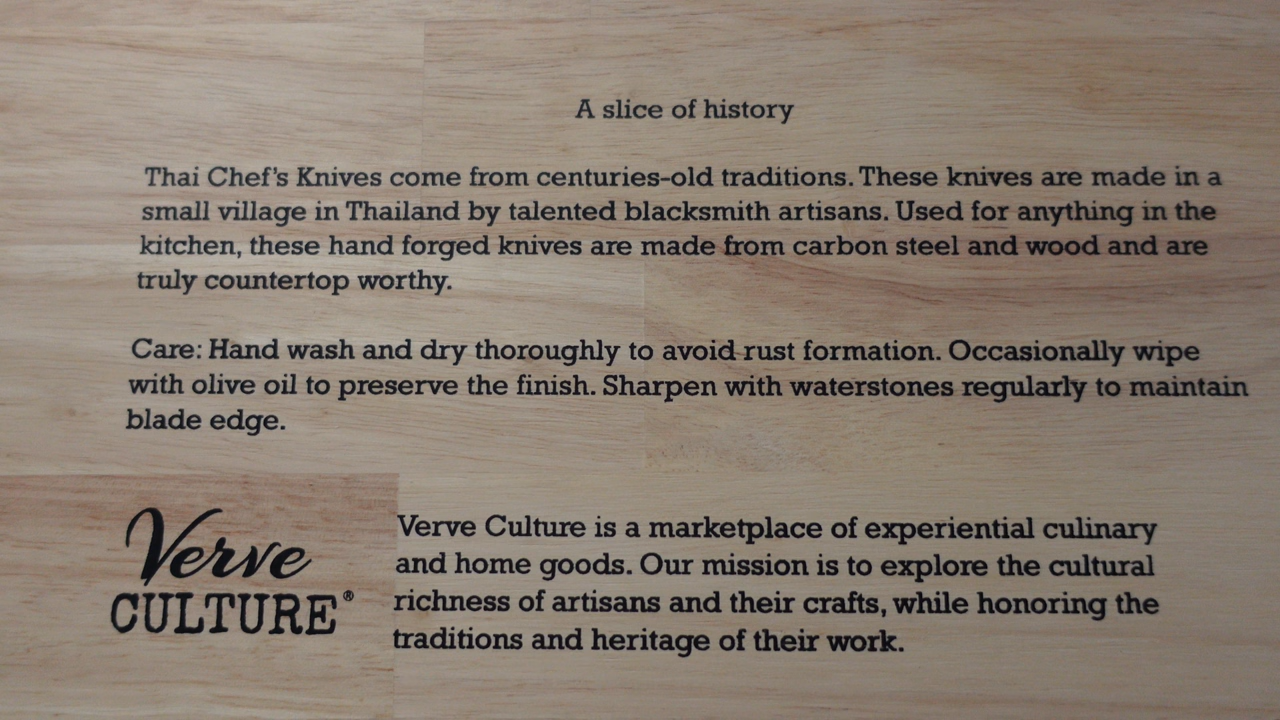 A slice of history
Thai Chef's Knives come from centuries-old traditions. These knives are made in a
small village in Thailand by talented blacksmith artisans. Used for anything in the
kitchen, these hand forged knives are made from carbon steel and wood and are
truly countertop worthy.
Care: Hand wash and dry thoroughly to avoid rust formation. Occasionally wipe
with olive oil to preserve the finish. Sharpen with waterstones regularly to maintain
blade edge.
Verve
CULTURE®
Verve Culture is a marketplace of experiential culinary
and home goods. Our mission is to explore the cultural
richness of artisans and their crafts, while honoring the
traditions and heritage of their work.